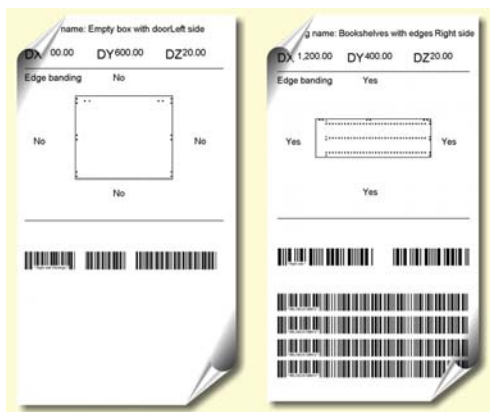 name: Empty box with doorLeft side
DX 00.00 DY600.00 DZ20.00
Edge banding No
No No
No
g name: Bookshelves with edges Right side
DX 1,200.00 DY400.00 DZ20.00
Edge banding Yes
Yes Yes
Yes